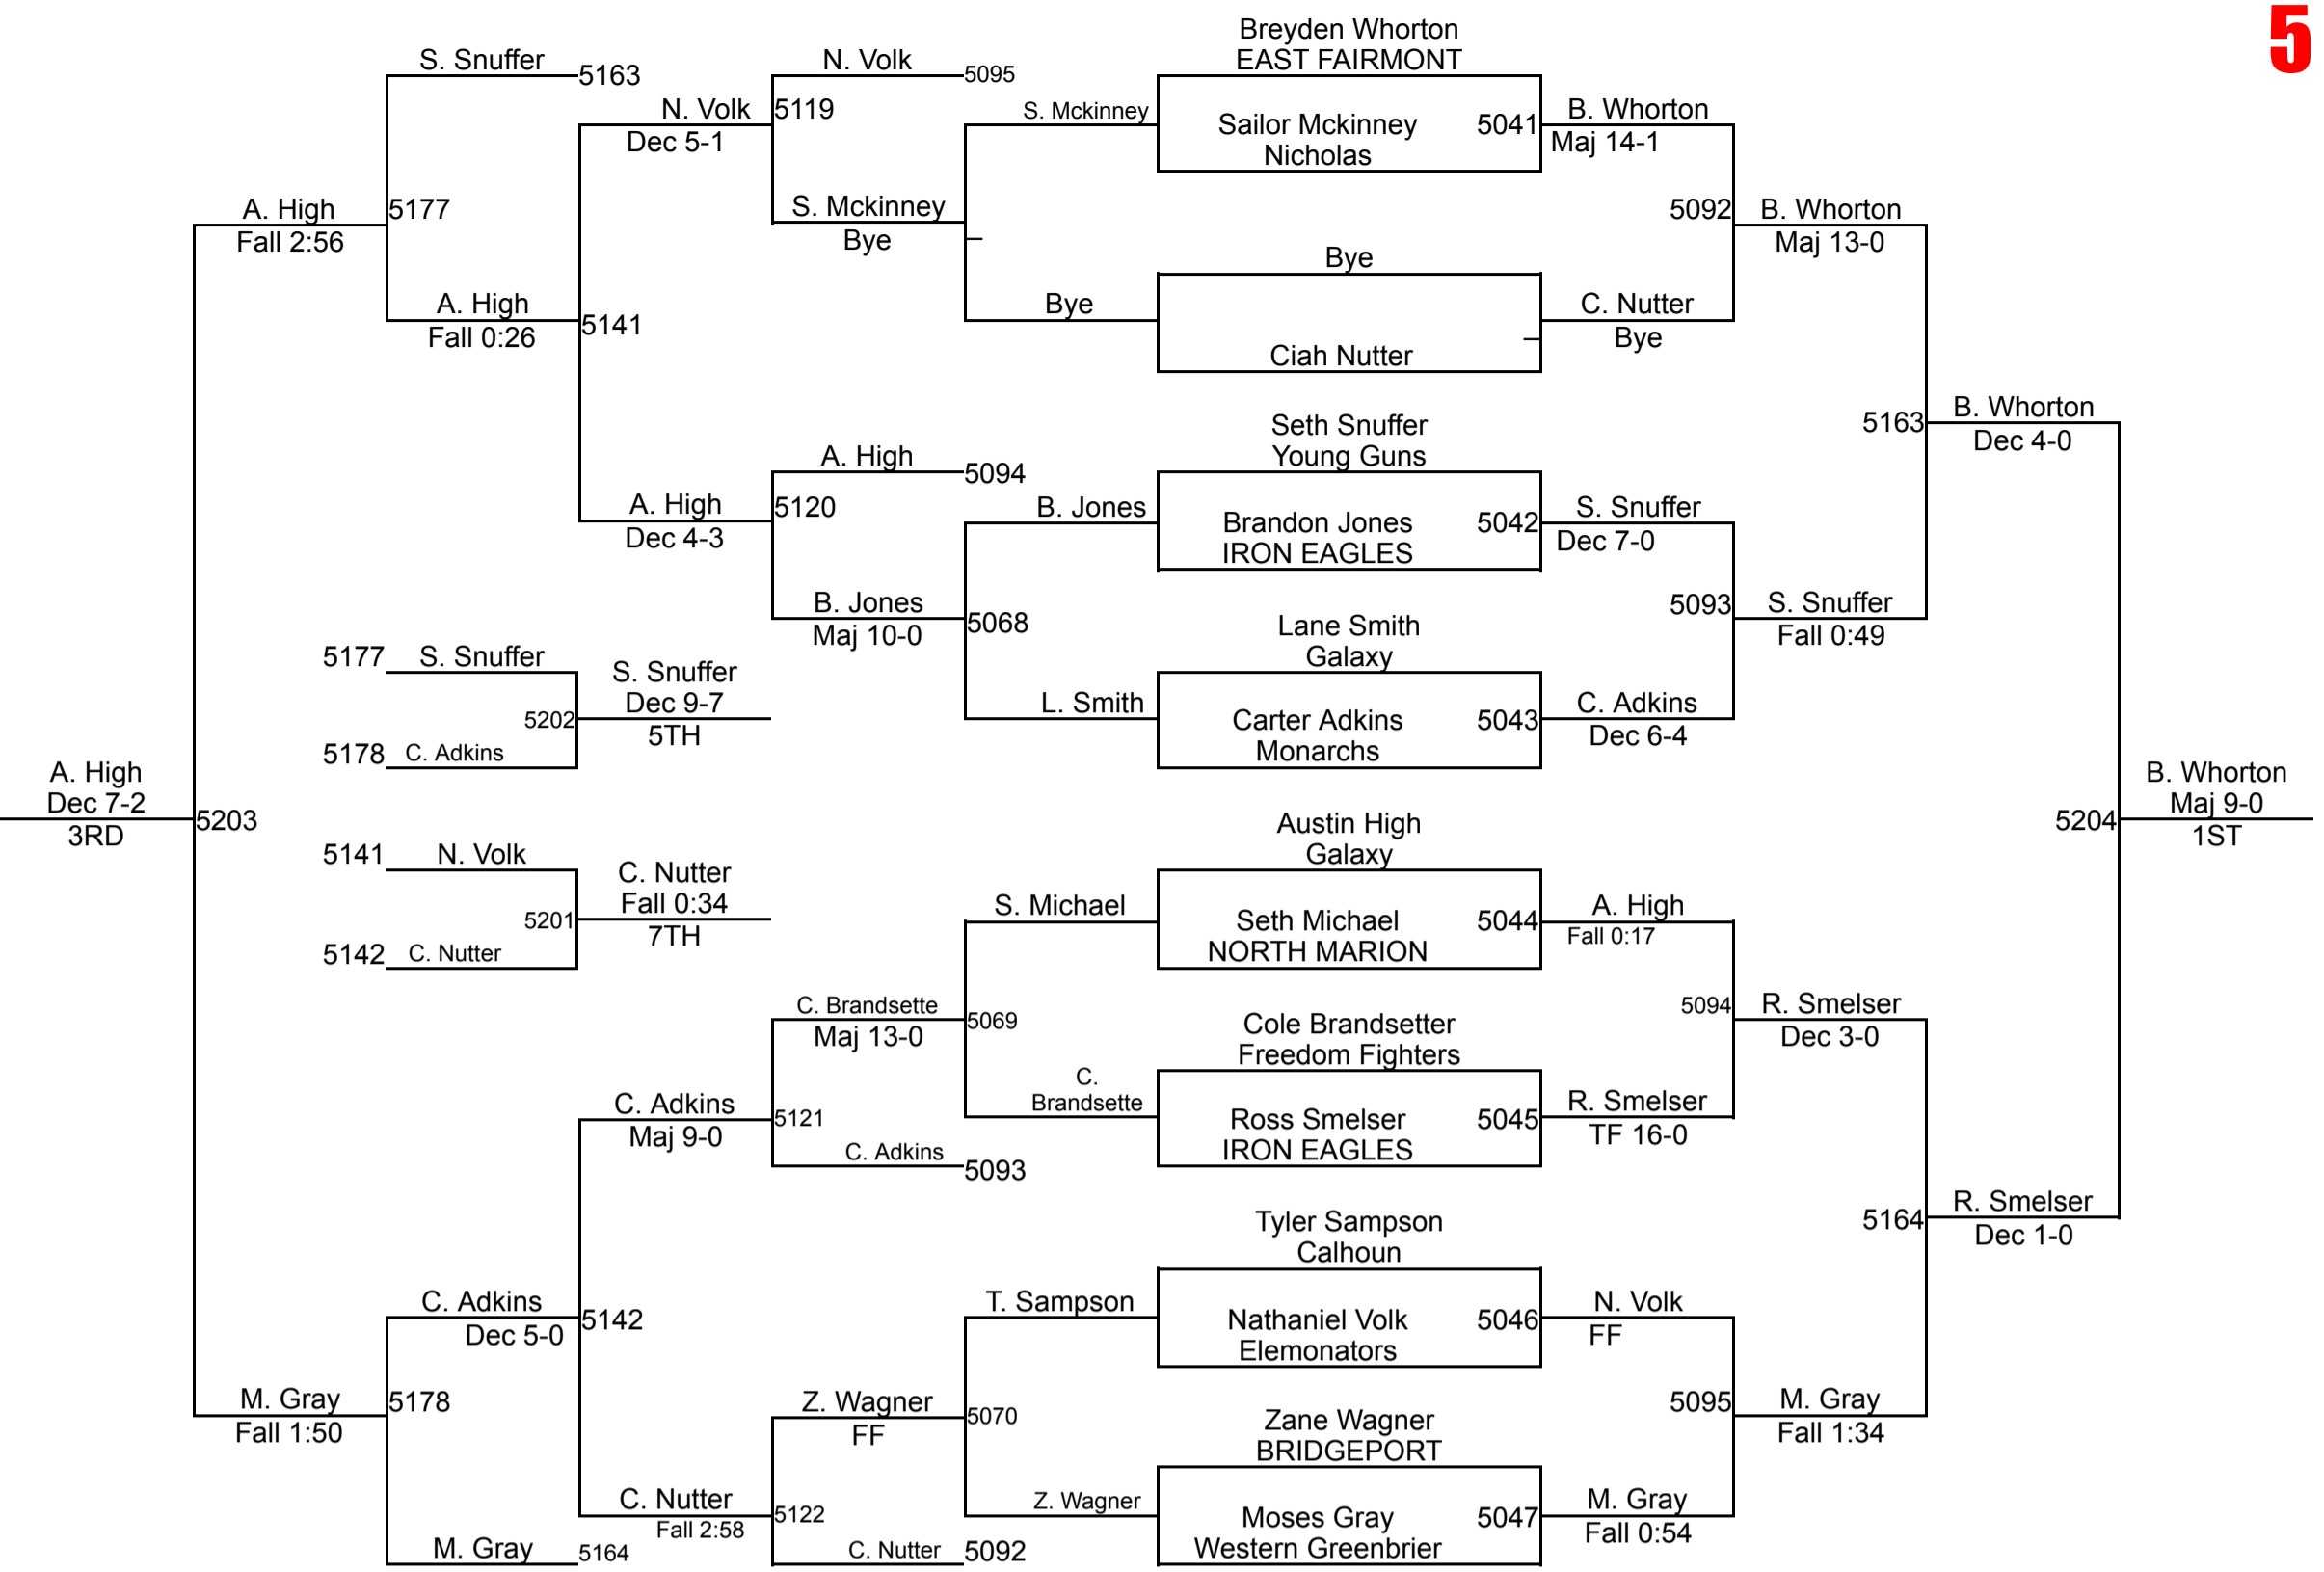 5
Breyden Whorton
EAST FAIRMONT
S. Snuffer
5163
N. Volk
5095
N. Volk
Dec 5-1
5119
S. Mckinney
Sailor Mckinney
Nicholas
5041
B. Whorton
Maj 14-1
A. High
Fall 2:56
5177
S. Mckinney
Bye
5092
B. Whorton
Maj 13-0
A. High
Fall 0:26
5141
Bye
Bye
Ciah Nutter
C. Nutter
Bye
5163
B. Whorton
Dec 4-0
A. High
5094
Seth Snuffer
Young Guns
A. High
Dec 4-3
5120
B. Jones
Brandon Jones
IRON EAGLES
5042
S. Snuffer
Dec 7-0
B. Jones
Maj 10-0
5068
5093
S. Snuffer
Fall 0:49
Lane Smith
Galaxy
5177
S. Snuffer
5202
5178
C. Adkins
S. Snuffer
Dec 9-7
5TH
L. Smith
Carter Adkins
Monarchs
5043
C. Adkins
Dec 6-4
A. High
Dec 7-2
3RD
5203
5204
B. Whorton
Maj 9-0
1ST
5141
N. Volk
5201
5142
C. Nutter
C. Nutter
Fall 0:34
7TH
Austin High
Galaxy
S. Michael
Seth Michael
NORTH MARION
5044
A. High
Fall 0:17
C. Brandsette
Maj 13-0
5069
5094
R. Smelser
Dec 3-0
Cole Brandsetter
Freedom Fighters
C. Adkins
Maj 9-0
5121
C.
Brandsette
Ross Smelser
IRON EAGLES
5045
R. Smelser
TF 16-0
C. Adkins
5093
5164
R. Smelser
Dec 1-0
Tyler Sampson
Calhoun
C. Adkins
Dec 5-0
5142
T. Sampson
Nathaniel Volk
Elemonators
5046
N. Volk
FF
M. Gray
Fall 1:50
5178
Z. Wagner
FF
5070
5095
M. Gray
Fall 1:34
Zane Wagner
BRIDGEPORT
C. Nutter
Fall 2:58
5122
Z. Wagner
Moses Gray
Western Greenbrier
5047
M. Gray
Fall 0:54
M. Gray
5164
C. Nutter
5092